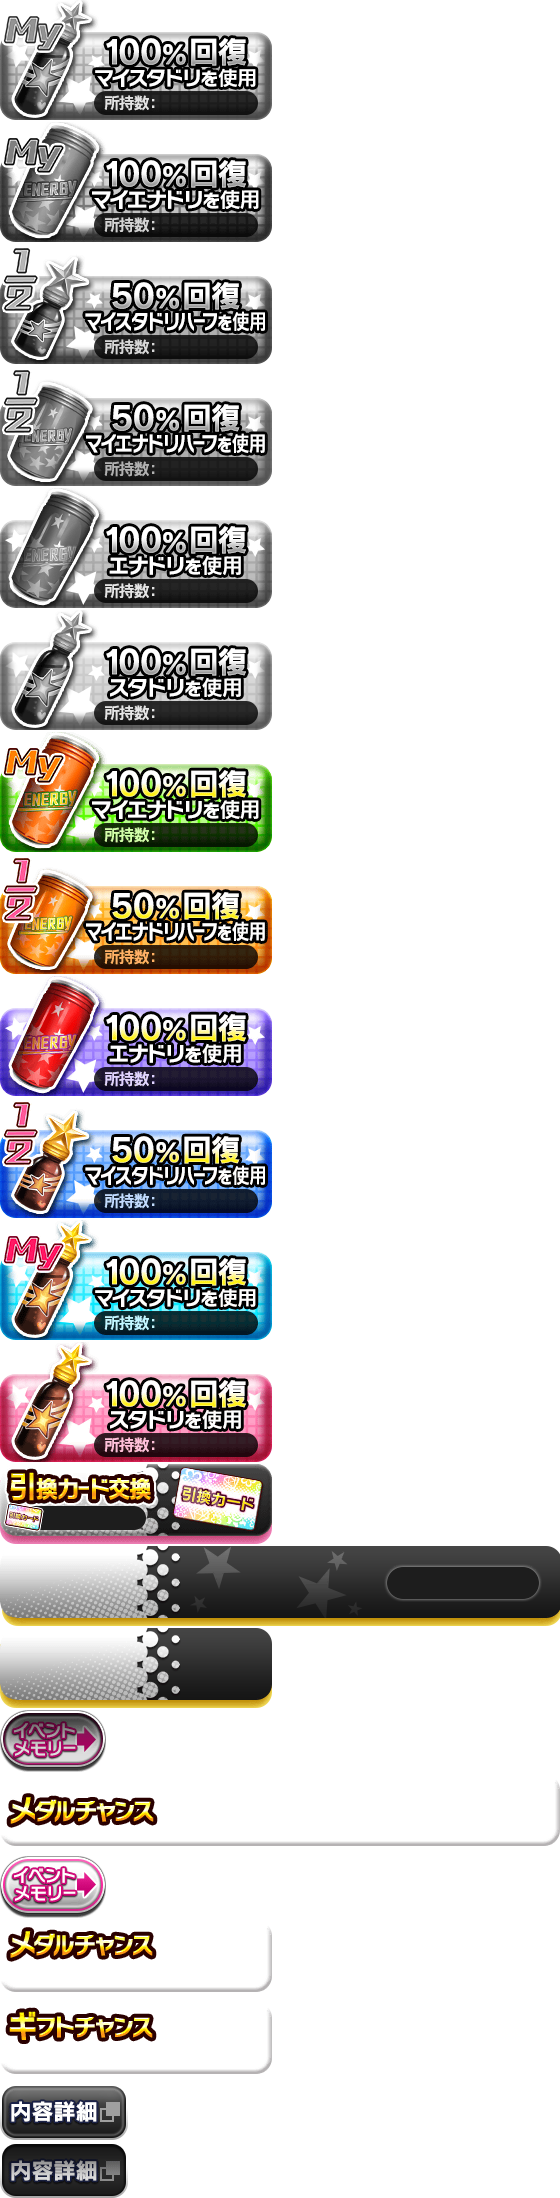 My
100%回復
マイスタドリを使用
所持数:
My
ENERGY
100%回復
マイエナドリを使用
所持数:
1/2
50%回復
マイスタドリハーフを使用
所持数:
1/2
ENERGY
50%回復
マイエナドリハーフを使用
所持数:
ENERGY
100%回復
エナドリを使用
所持数:
100%回復
スタドリを使用
所持数:
My
ENERGY
100%回復
マイエナドリを使用
所持数:
1/2
ENERGY
50%回復
マイエナドリハーフを使用
所持数:
ENERGY
100%回復
エナドリを使用
所持数:
1/2
50%回復
マイスタドリハーフを使用
所持数:
My
100%回復
マイスタドリを使用
所持数:
100%回復
スタドリを使用
所持数:
引換カード交換
引換カード
引換カード
イベント
メモリー
メダルチャンス
イベント
メモリー
メダルチャンス
ギフトチャンス
内容詳細
内容詳細